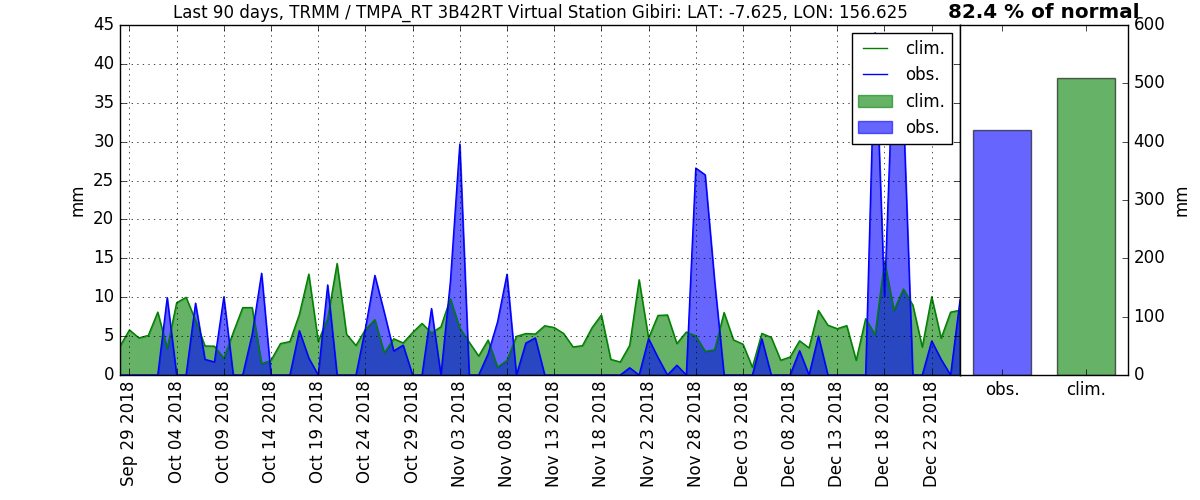 Last 90 days, TRMM / TMPA_RT 3B42RT Virtual Station Gibiri: LAT: -7.625, LON: 156.625
82.4 % of normal
45
40
35
30
25
20
15
10
5
0
mm
clim.
obs.
clim.
obs.
Sep 29 2018
Oct 04 2018
Oct 09 2018
Oct 14 2018
Oct 19 2018
Oct 24 2018
Oct 29 2018
Nov 03 2018
Nov 08 2018
Nov 13 2018
Nov 18 2018
Nov 23 2018
Nov 28 2018
Dec 03 2018
Dec 08 2018
Dec 13 2018
Dec 18 2018
Dec 23 2018
600
500
400
300
200
100
0
mm
obs.
clim.